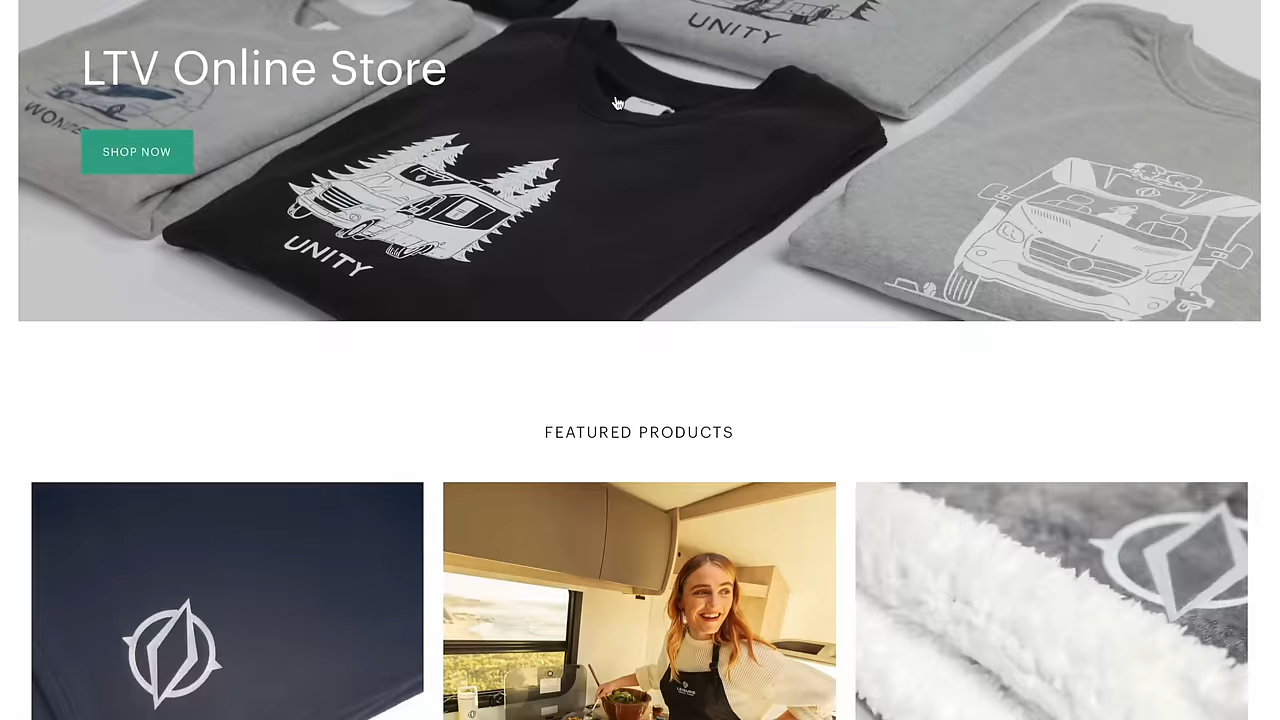 LTV Online Store
UNITY
SHOP NOW
UNITY
FEATURED PRODUCTS